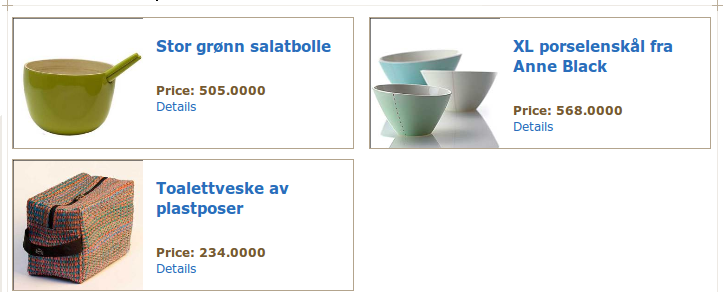 Stor grønn salatbolle
Price: 505.0000
Details
XL porselenskål fra
Anne Black
Price: 568.0000
Details
Toalettveske av
plastposer
Price: 234.0000
Details